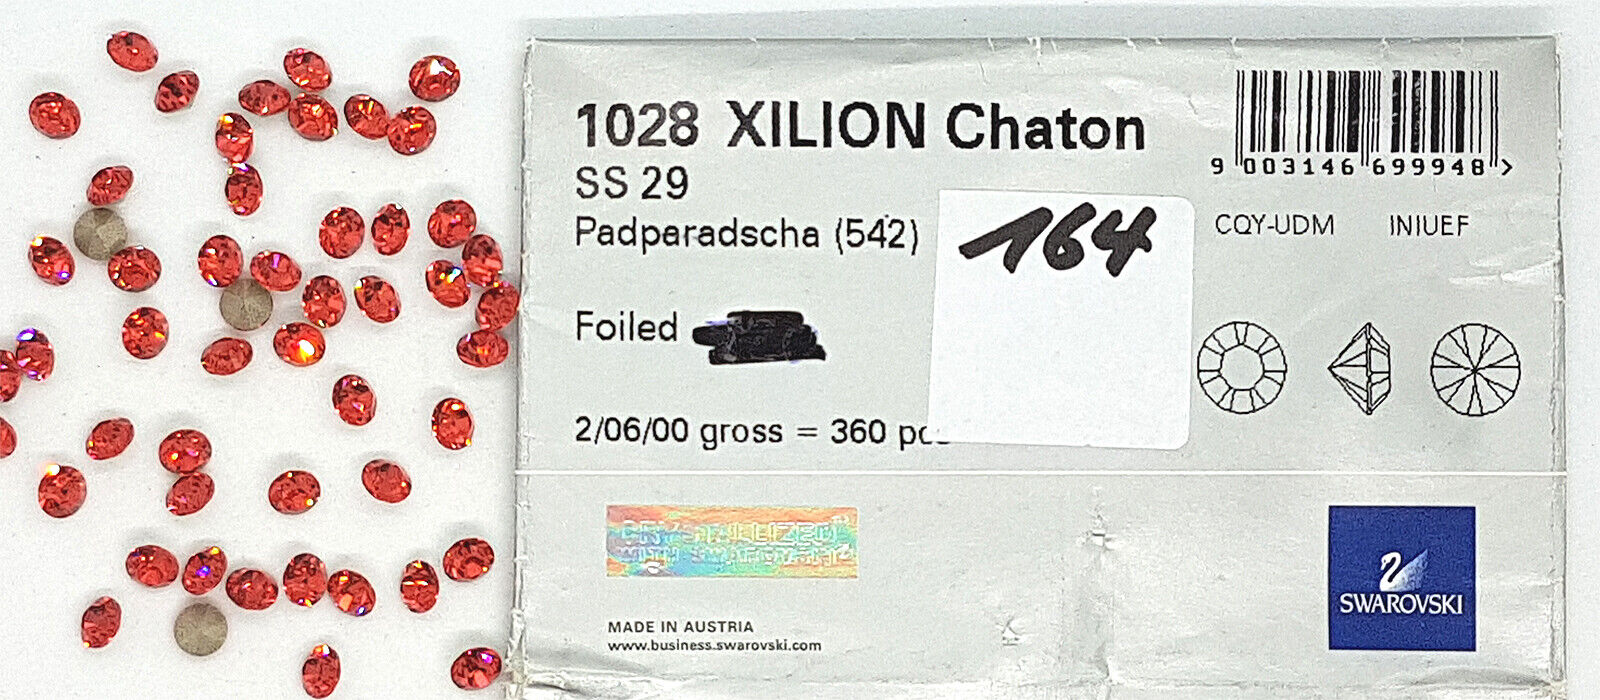 1028 XILION Chaton
SS 29
Padparadscha (542)
Foiled
2/06/00 gross = 360
164
9 003146 699948 >
CQY-UDM INIUEF
MADE IN AUSTRIA
www.business.swarovski.com
SWAROVSKI